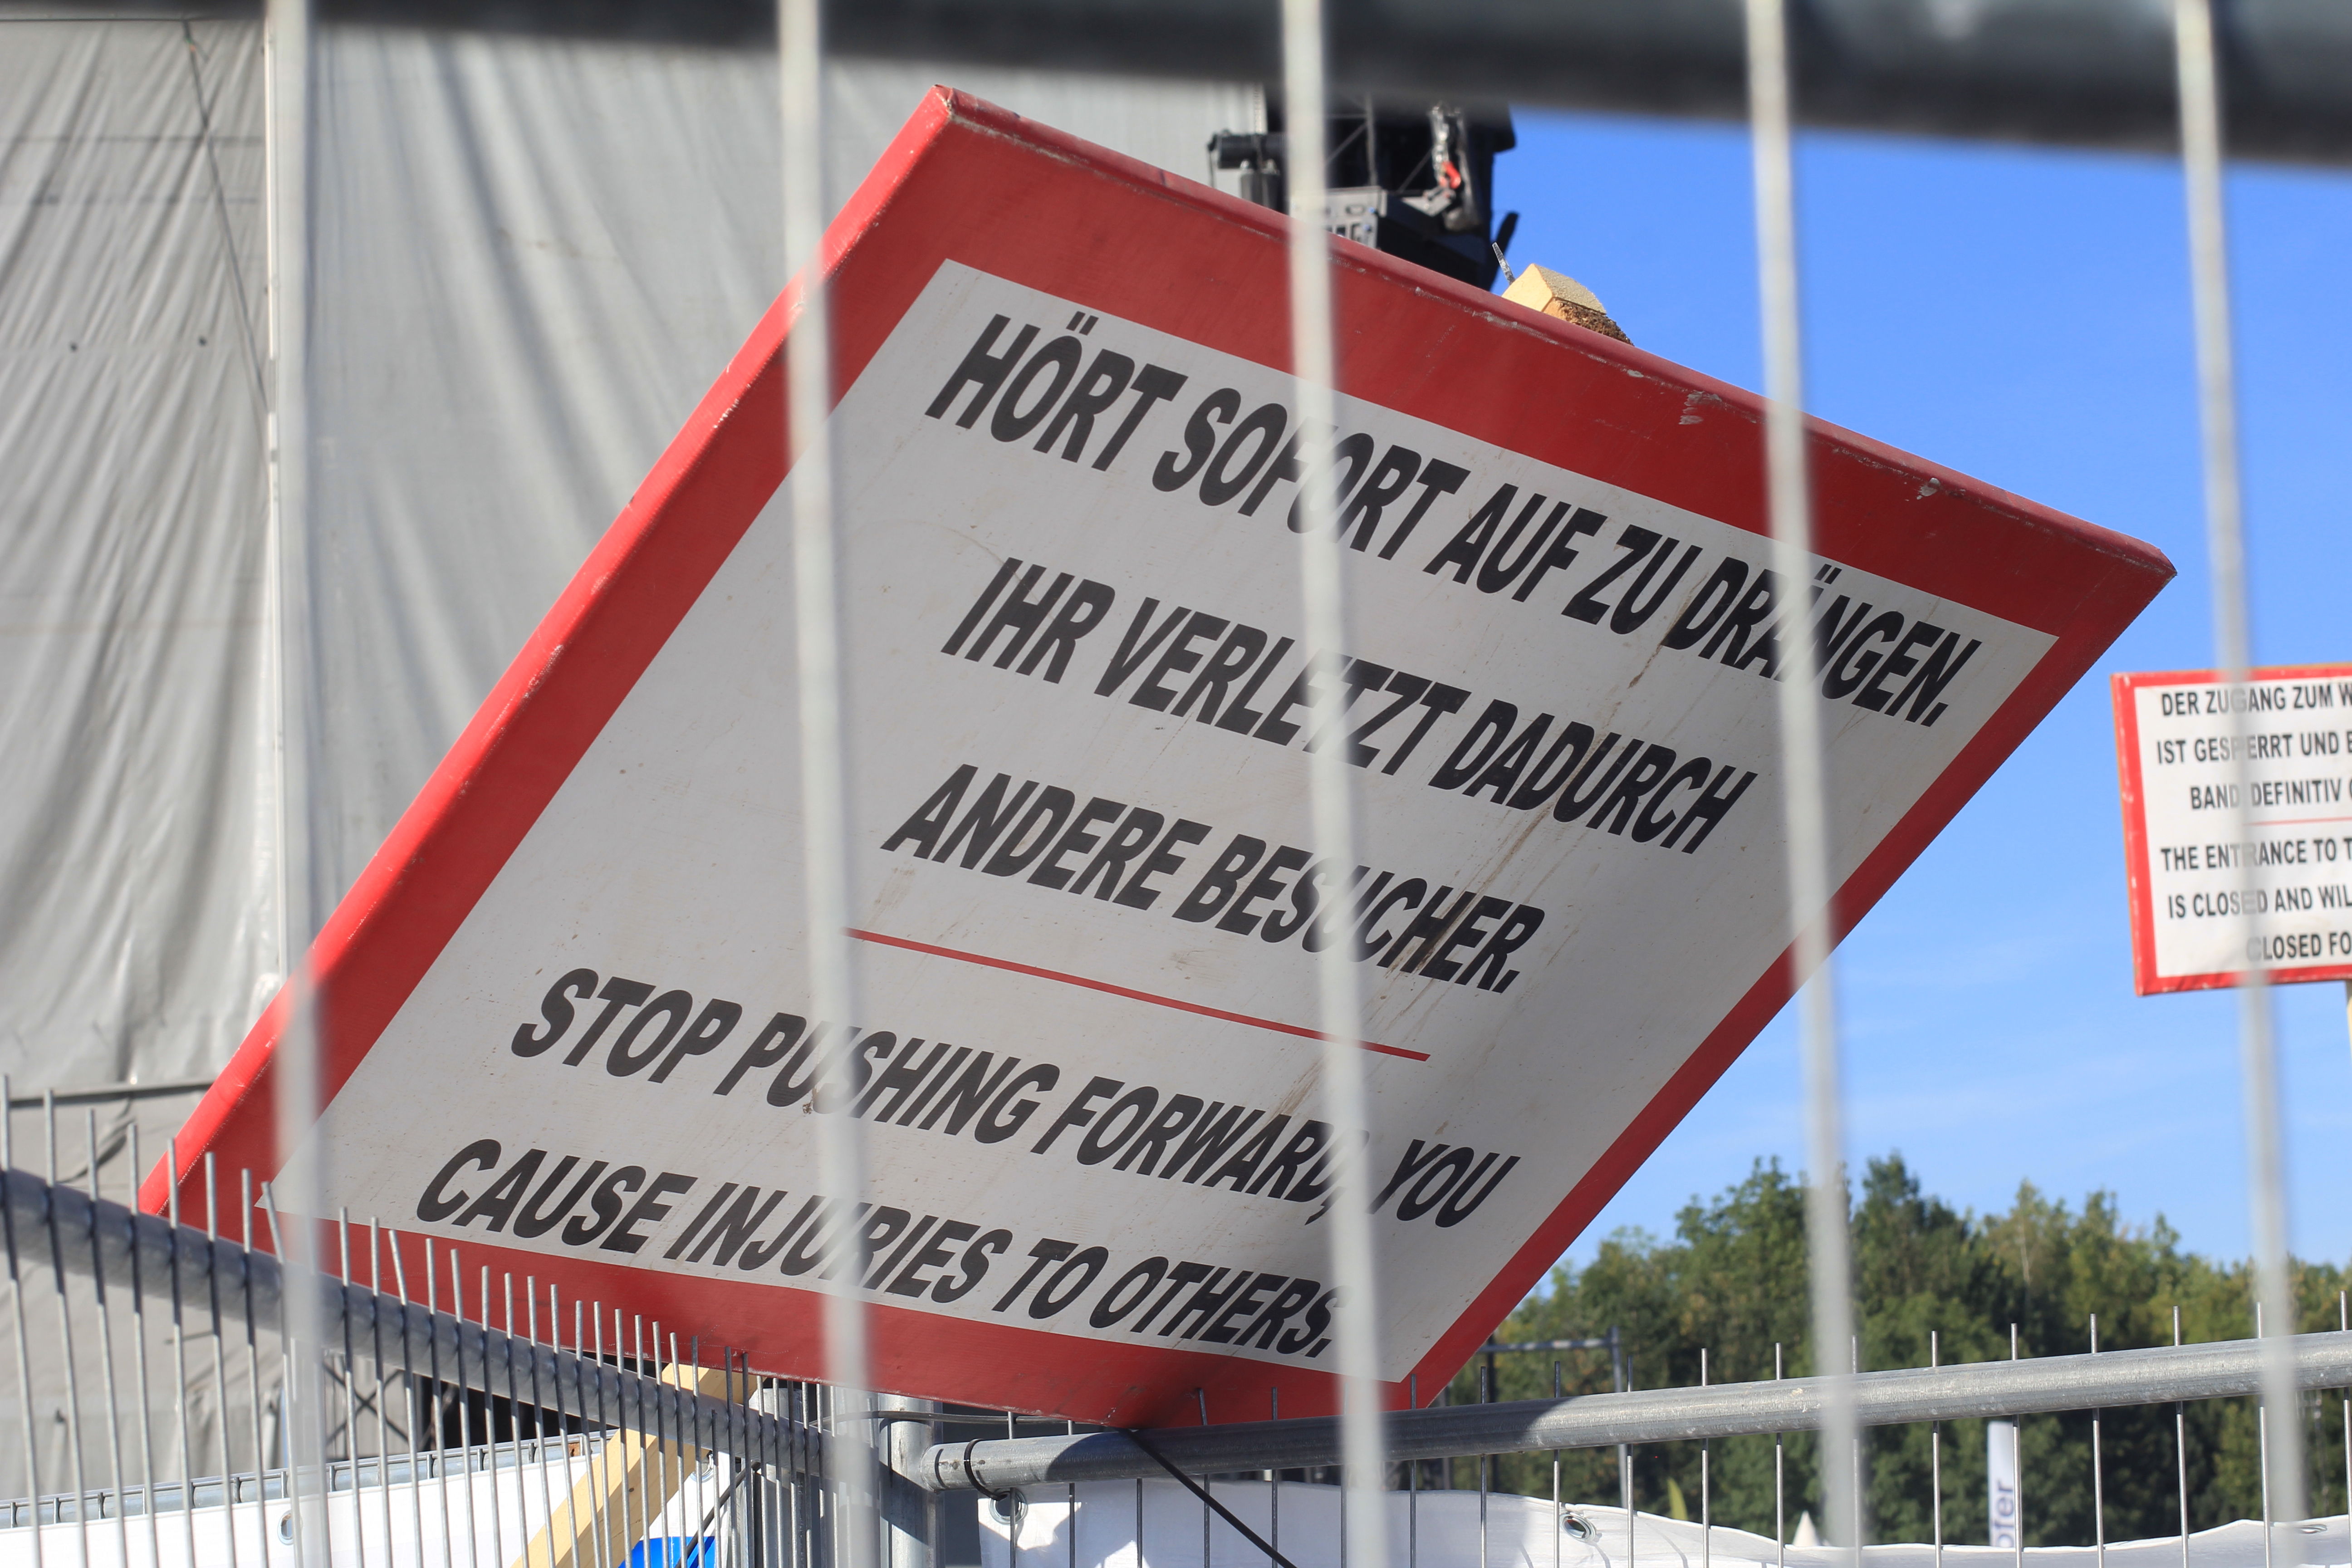 HÖRT SOFORT AUF ZU DRÄNGEN.
IHR VERLETZT DADURCH
ANDERE BESUCHER.
STOP PUSHING FORWARD, YOU
CAUSE INJURIES TO OTHERS.
DER ZUGANG ZUM
IST GESPERRT UND
BAND DEFINITIV
THE ENTRANCE TO
IS CLOSED AND
CLOSED